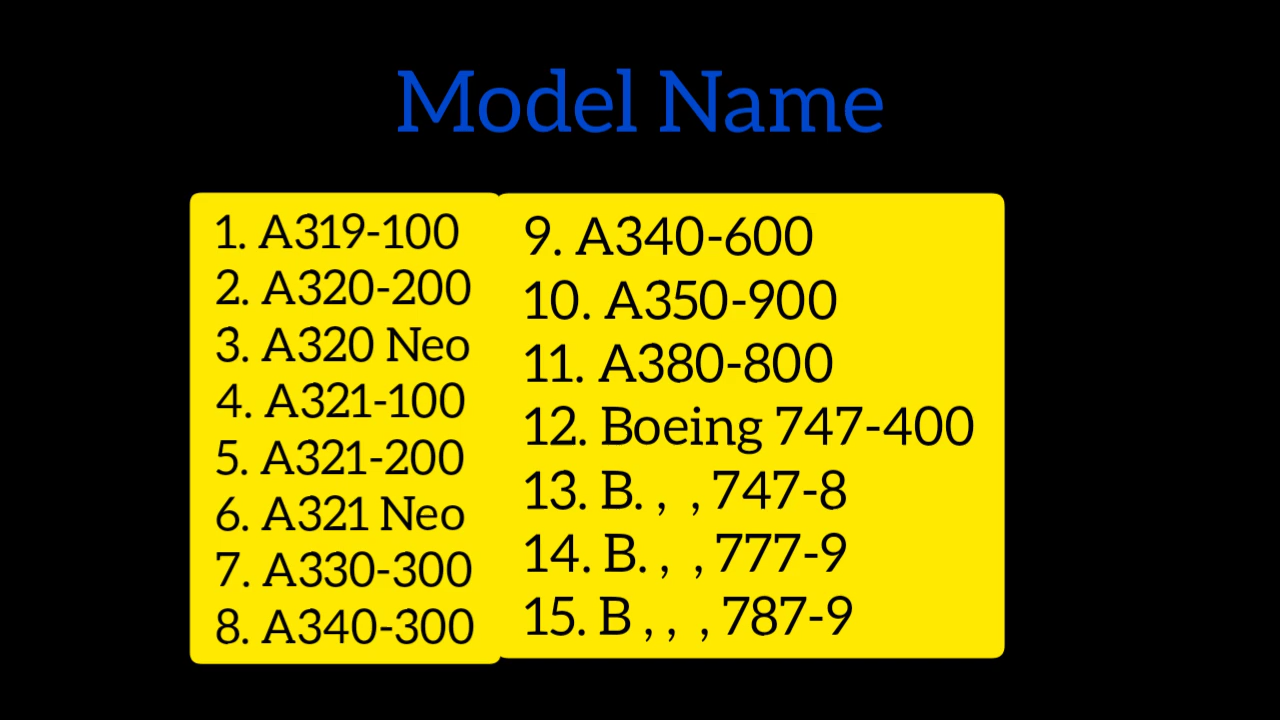 Model Name
1. A319-100
2. A320-200
3. A320 Neo
4. A321-100
5. A321-200
6. A321 Neo
7. A330-300
8. A340-300
9. A340-600
10. A350-900
11. A380-800
12. Boeing 747-400
13. B. ,  , 747-8
14. B. ,  , 777-9
15. B , ,  , 787-9